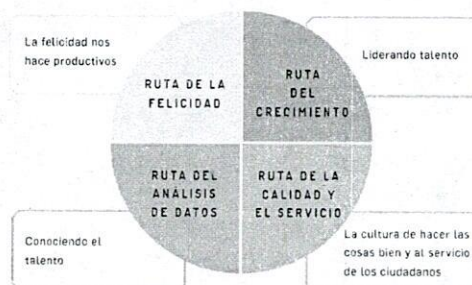 La felicidad nos
hace productivos
RUTA DE LA
FELICIDAD
RUTA
DEL
CRECIMIENTO
Liderando talento
RUTA DEL
ANÁLISIS
DE DATOS
RUTA DE LA
CALIDAD Y
EL SERVICIO
Conociendo el
talento
La cultura de hacer las
cosas bien y al servicio
de los ciudadanos